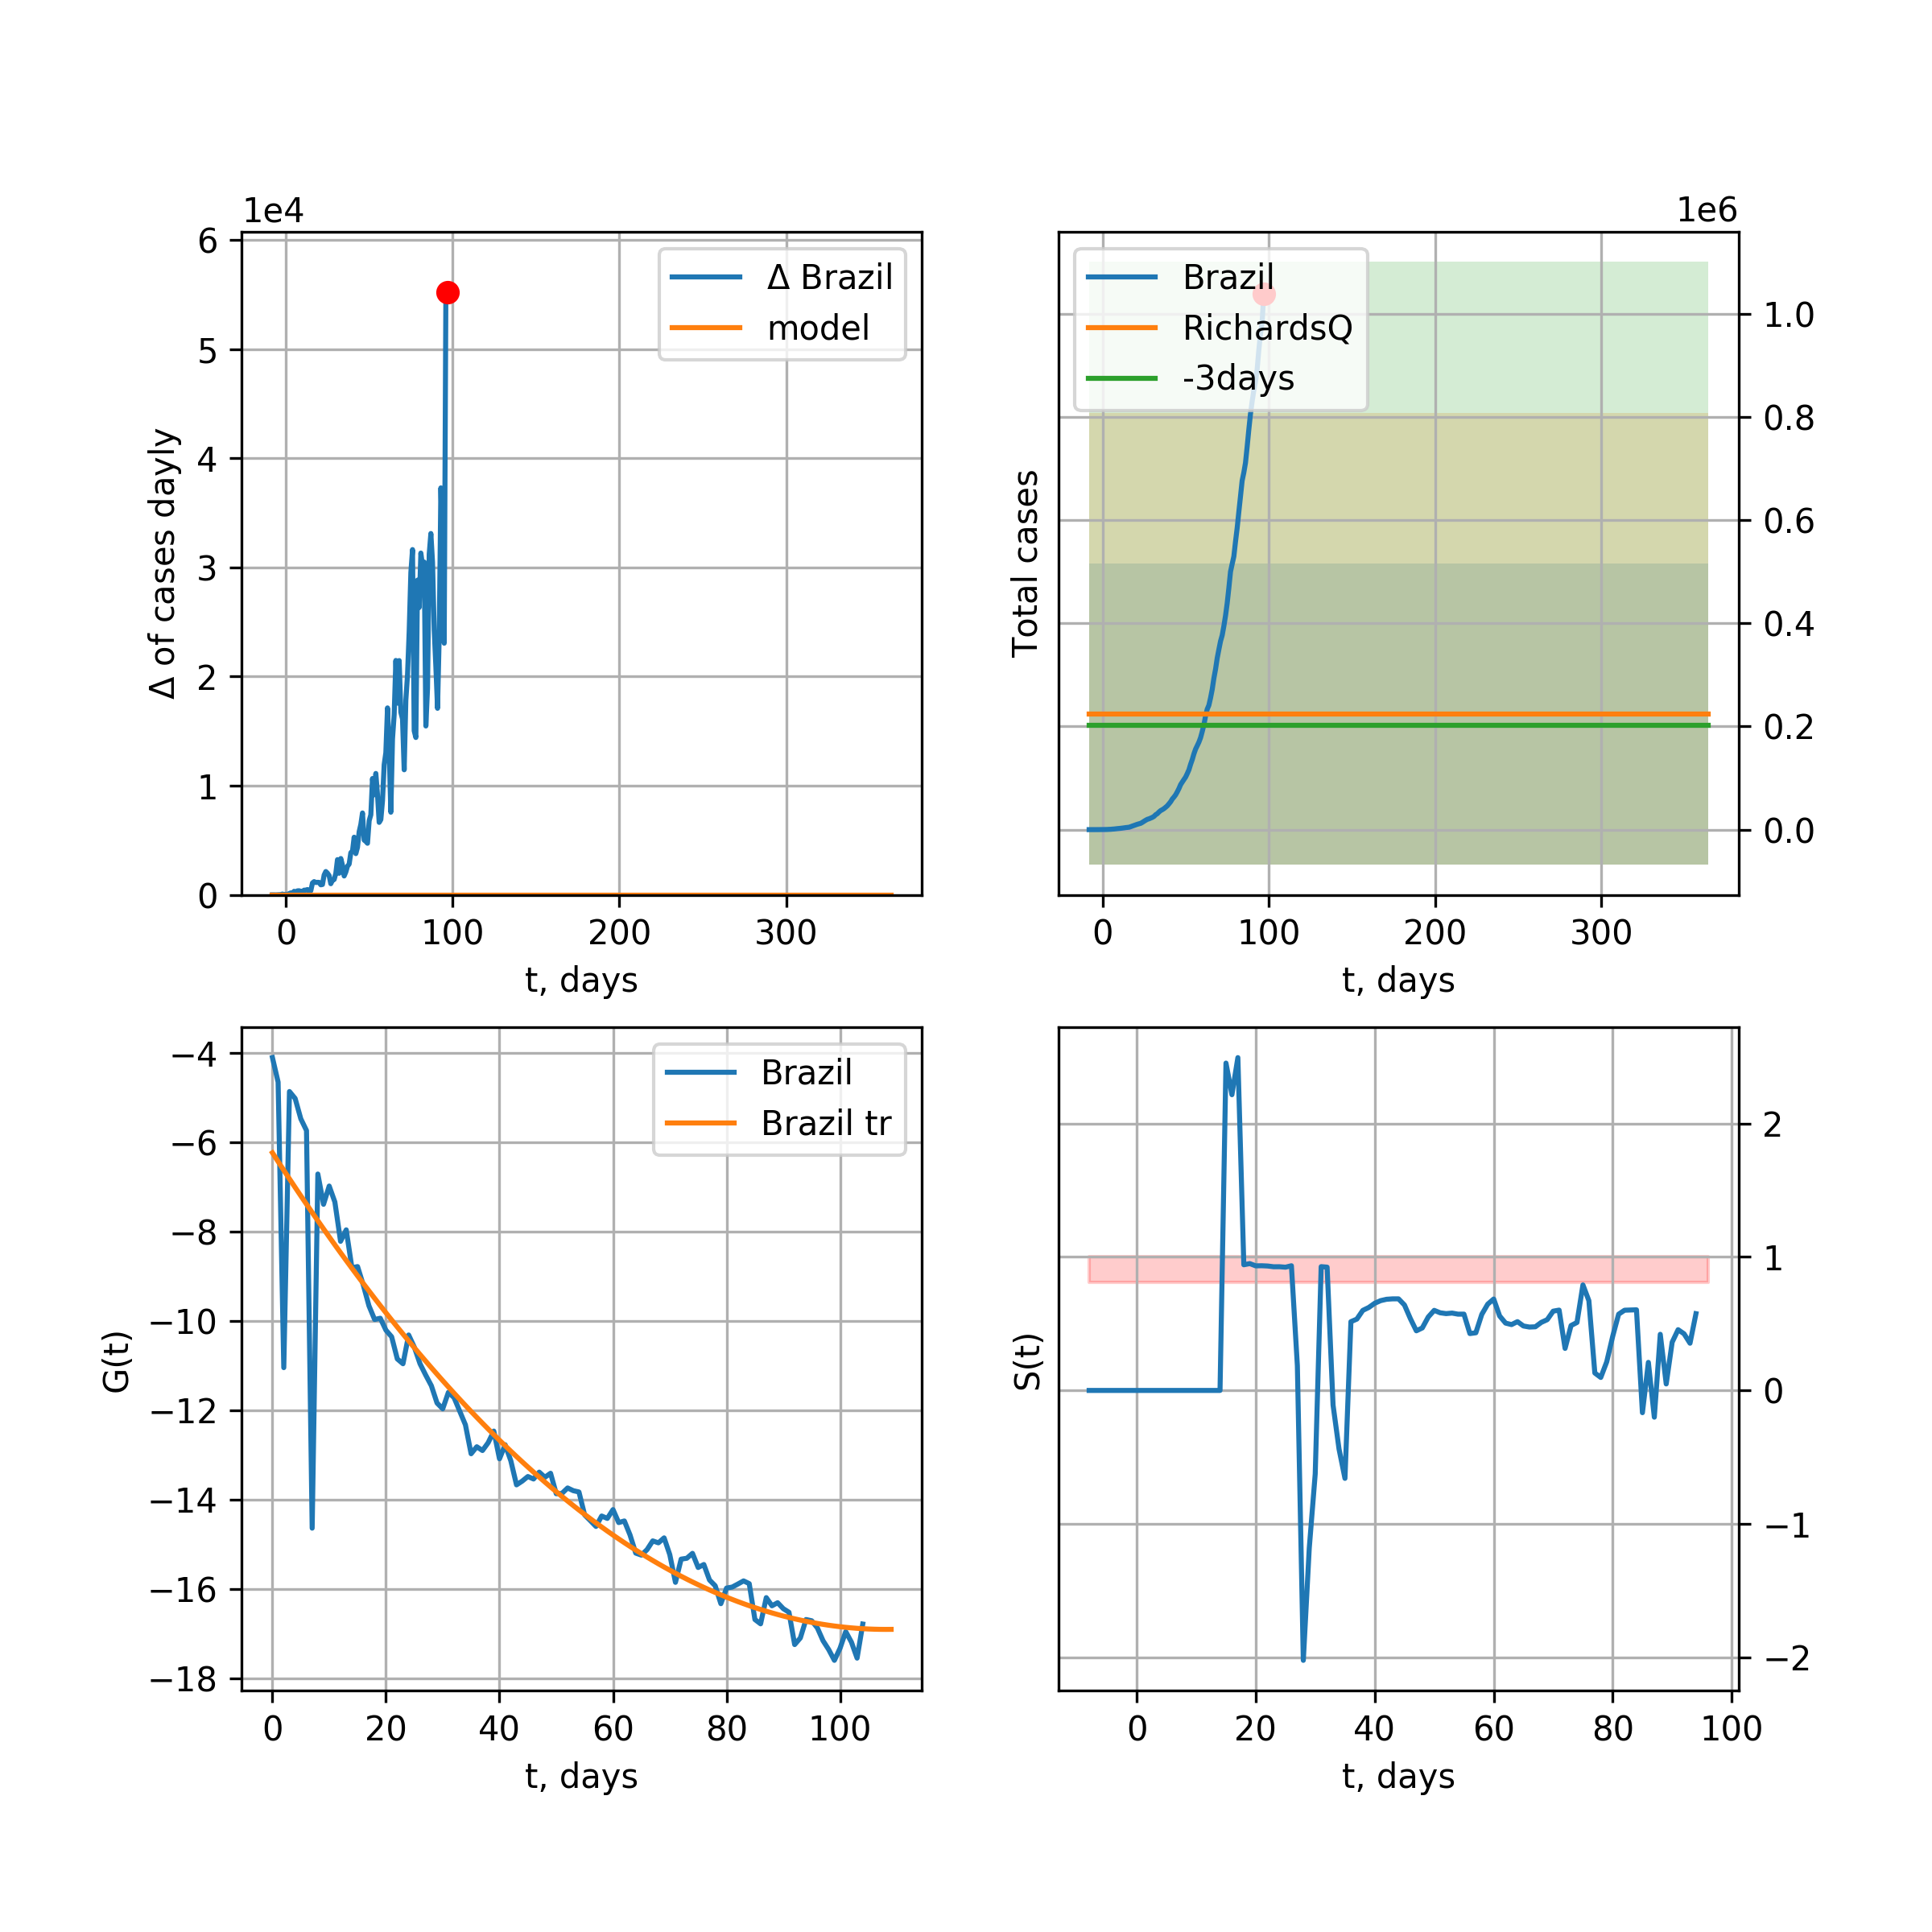 1e4
6
5
4
3
2
1
0
Δ of cases dayly
Δ Brazil
model
0 100 200 300
t, days
1e6
Brazil
RichardsQ
-3days
Total cases
1.0
0.8
0.6
0.4
0.2
0.0
0 100 200 300
t, days
−4
−6
−8
−10
−12
−14
−16
−18
G(t)
Brazil
Brazil tr
0 20 40 60 80 100
t, days
S(t)
2
1
0
−1
−2
0 20 40 60 80 100
t, days